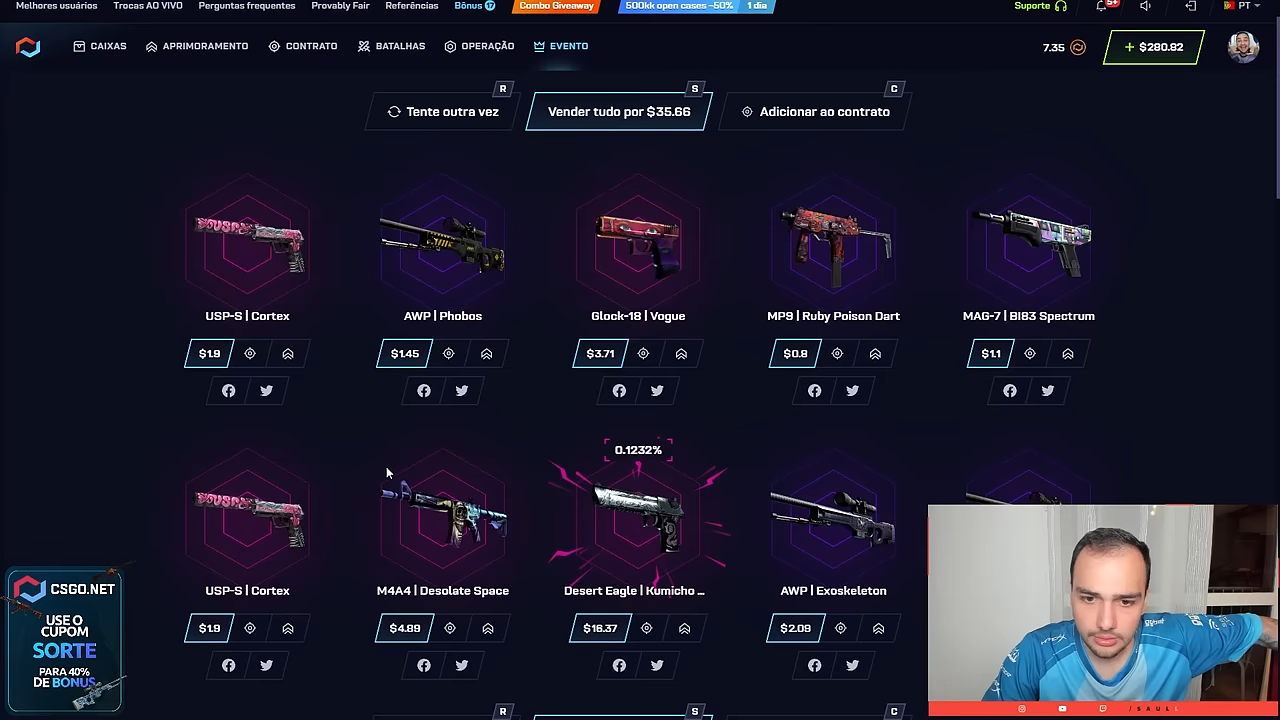 Melhores usuários Trocas AO VIVO Perguntas frequentes Provably Fair Referências Bônus 17 Combo Giveaway 500kk open cases -50% 1 dia Suporte 5+ PT
CAIXAS APRIMORAMENTO CONTRATO BATALHAS OPERAÇÃO EVENTO 7.35 + $280.82
R S C
Tente outra vez Vender tudo por $35.66 Adicionar ao contrato
USP-S | Cortex AWP | Phobos Glock-18 | Vogue MP9 | Ruby Poison Dart MAG-7 | BI83 Spectrum
$1.9 $1.45 $3.71 $0.8 $1.1
0.1232%
USP-S | Cortex M4A4 | Desolate Space Desert Eagle | Kumicho ... AWP | Exoskeleton
$1.9 $4.89 $16.37 $2.09
CSGO.NET
USE O
CUPOM
SORTE
PARA 40%
DE BONUS
R S C
/SAULL